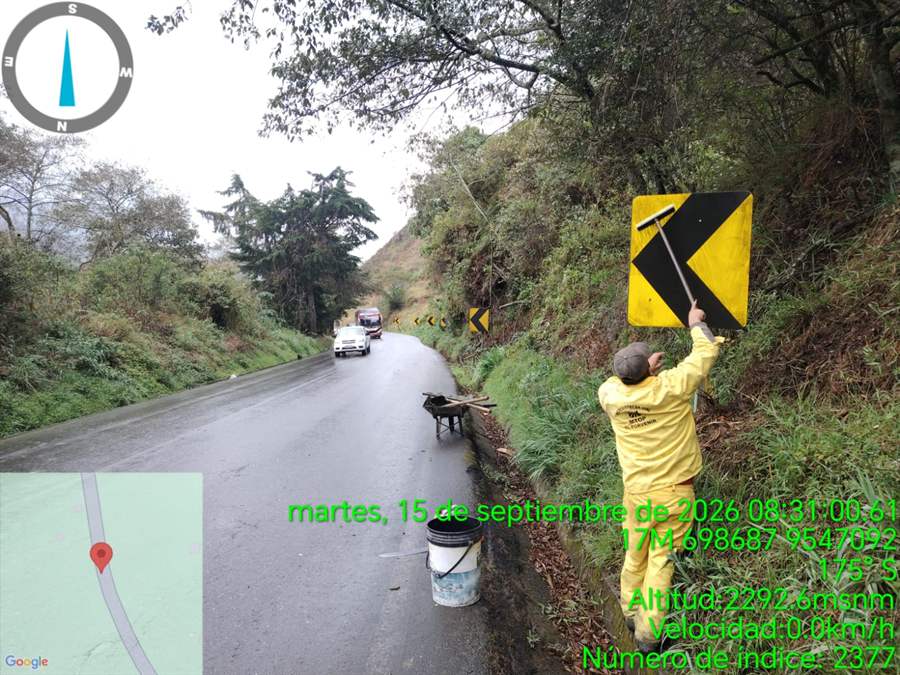 S
E
W
N
MTOP
martes, 15 de septiembre de 2026 08:31:00.61
17M 698687 9547092
175° S
Altitud:2292.6msnm
Velocidad:0.0km/h
Número de índice: 2377
Google